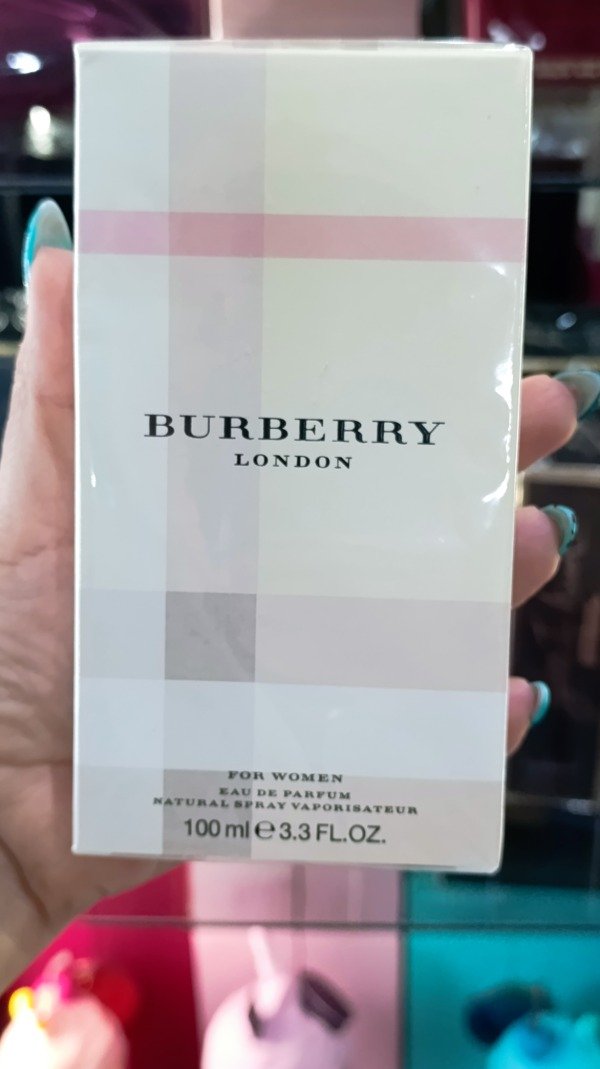 BURBERRY
LONDON
FOR WOMEN
EAU DE PARFUM
NATURAL SPRAY VAPORISATEUR
100 ml ℮ 3.3 FL.OZ.